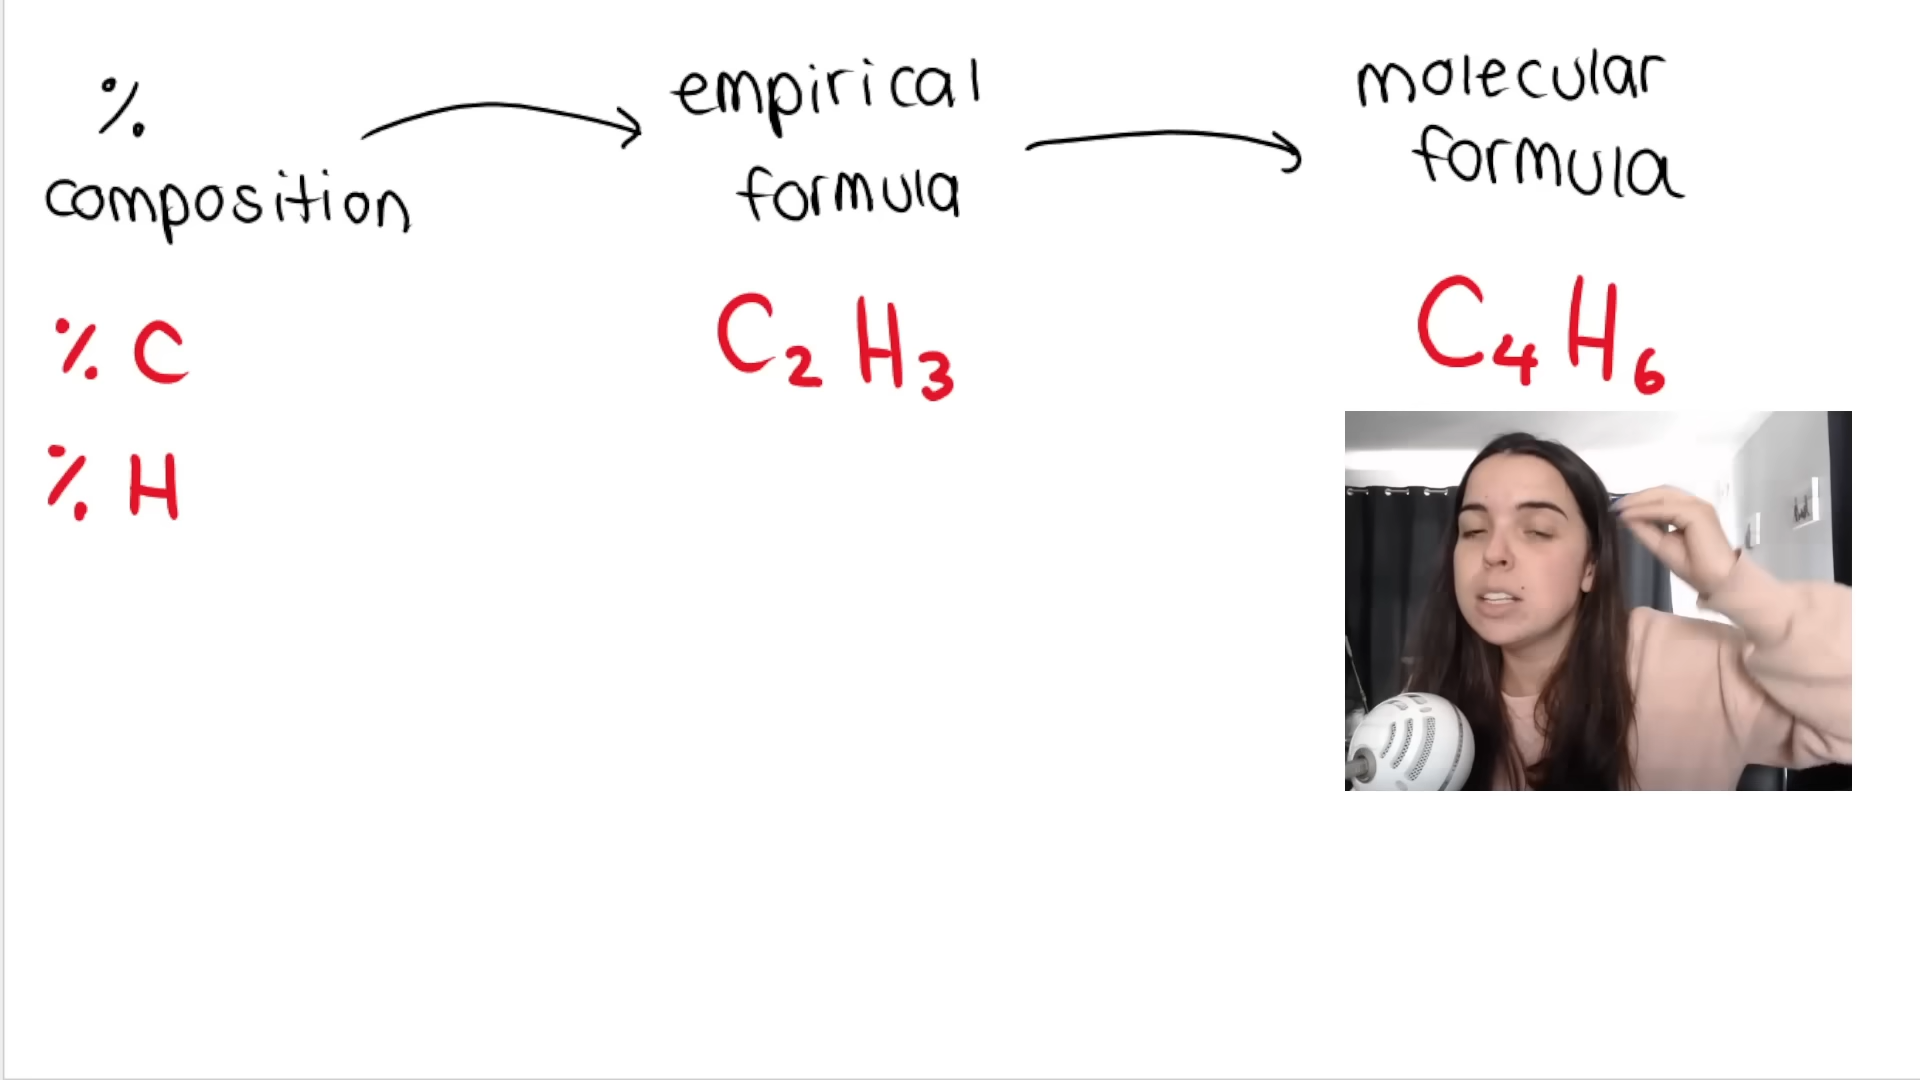 %
composition
empirical
formula
molecular
formula
% C
% H
C₂H₃
C₄H₆